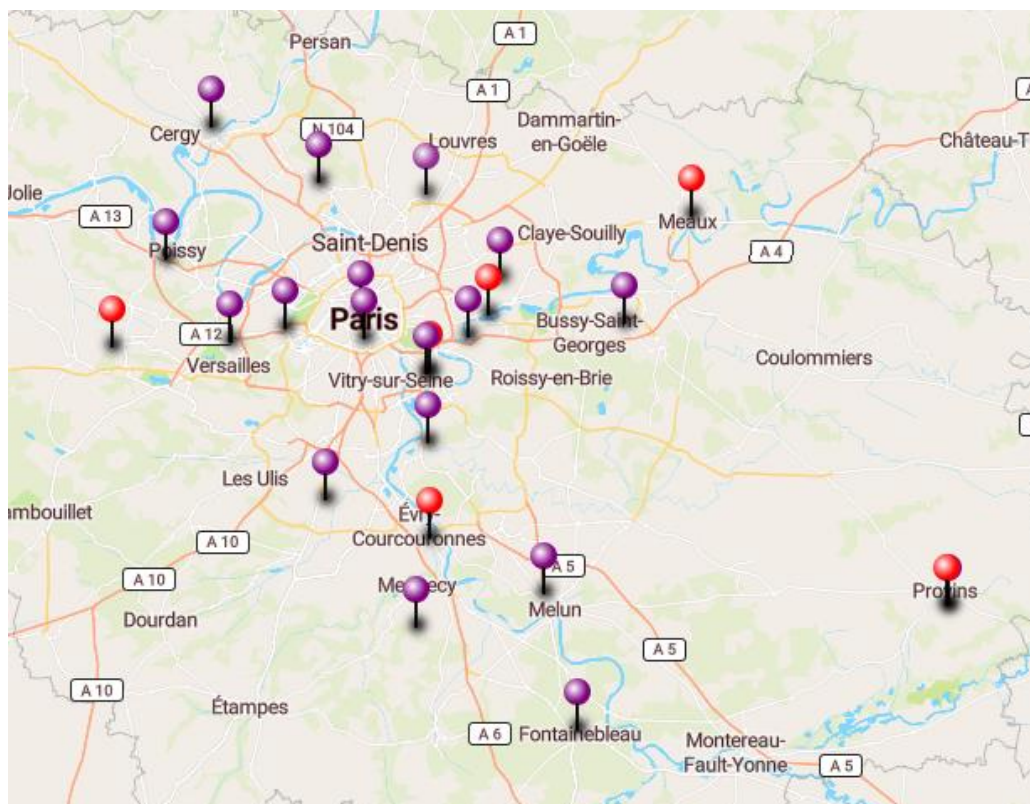 A 1
Persan
A 1
Dammartin-
en-Goële
Cergy
N 104
Louvres
Château-T
Jolie
A 13
Meaux
Poissy
Saint-Denis
Claye-Souilly
A 4
Paris
Bussy-Saint-
Georges
A 12
Versailles
Coulommiers
Vitry-sur-Seine
Roissy-en-Brie
Les Ulis
ambouillet
Évry-
Courcouronnes
A 10
A 10
A 5
Mennecy
Provins
Melun
Dourdan
A 5
A 10
Étampes
A 6
Fontainebleau
Montereau-
Fault-Yonne
A 5